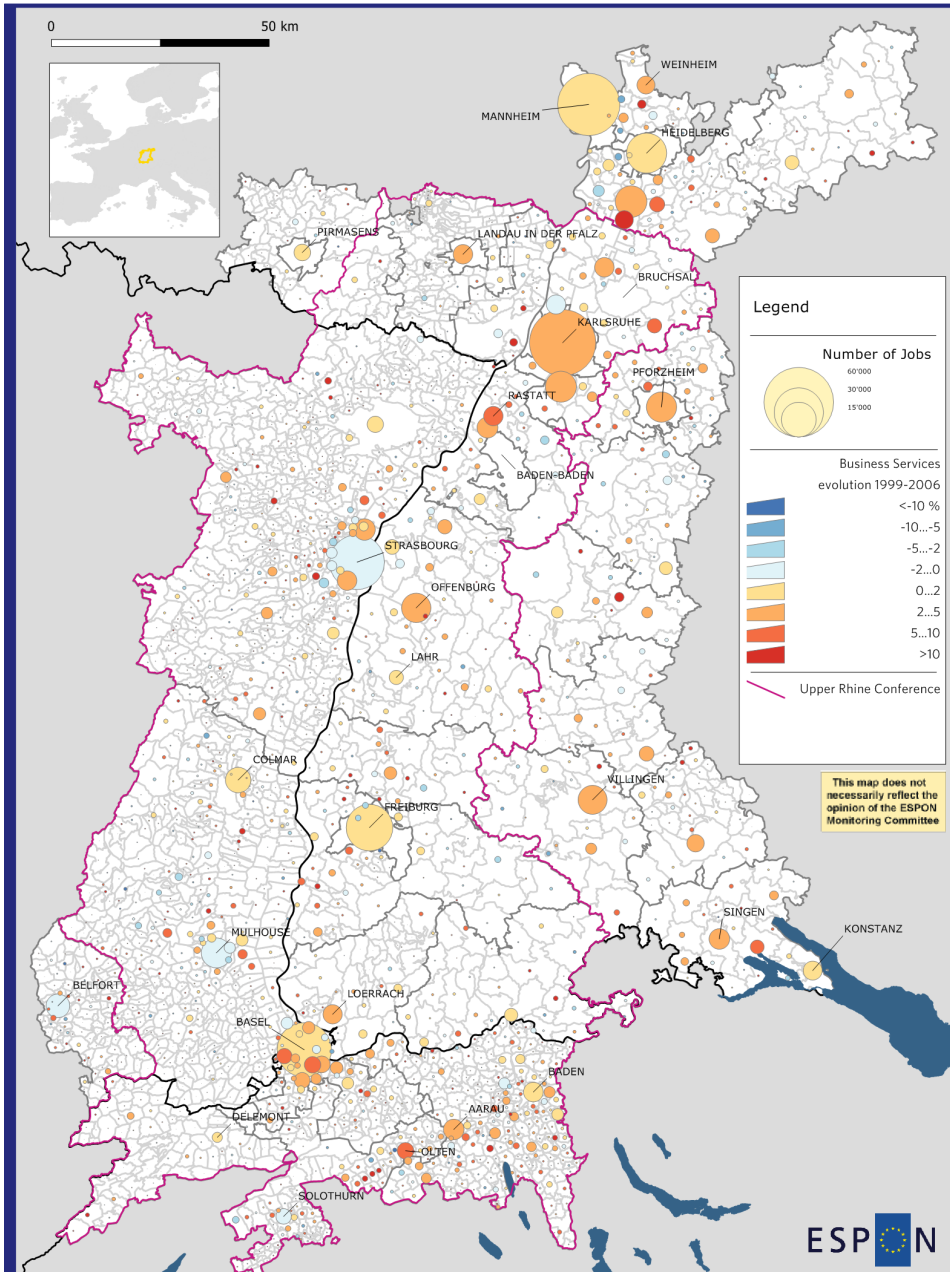 0 50 km
WEINHEIM
MANNHEIM
HEIDELBERG
PIRMASENS
LANDAU IN DER PFALZ
BRUCHSAL
KARLSRUHE
PFORZHEIM
RASTATT
BADEN-BADEN
STRASBOURG
OFFENBURG
LAHR
COLMAR
VILLINGEN
FREIBURG
SINGEN
KONSTANZ
MULHOUSE
BELFORT
LOERRACH
BASEL
BADEN
DELEMONT
AARAU
OLTEN
SOLOTHURN
Legend
Number of Jobs
60'000
30'000
15'000
Business Services
evolution 1999-2006
<-10 %
-10...-5
-5...-2
-2...0
0...2
2...5
5...10
>10
Upper Rhine Conference
This map does not
necessarily reflect the
opinion of the ESPON
Monitoring Committee
ESPON